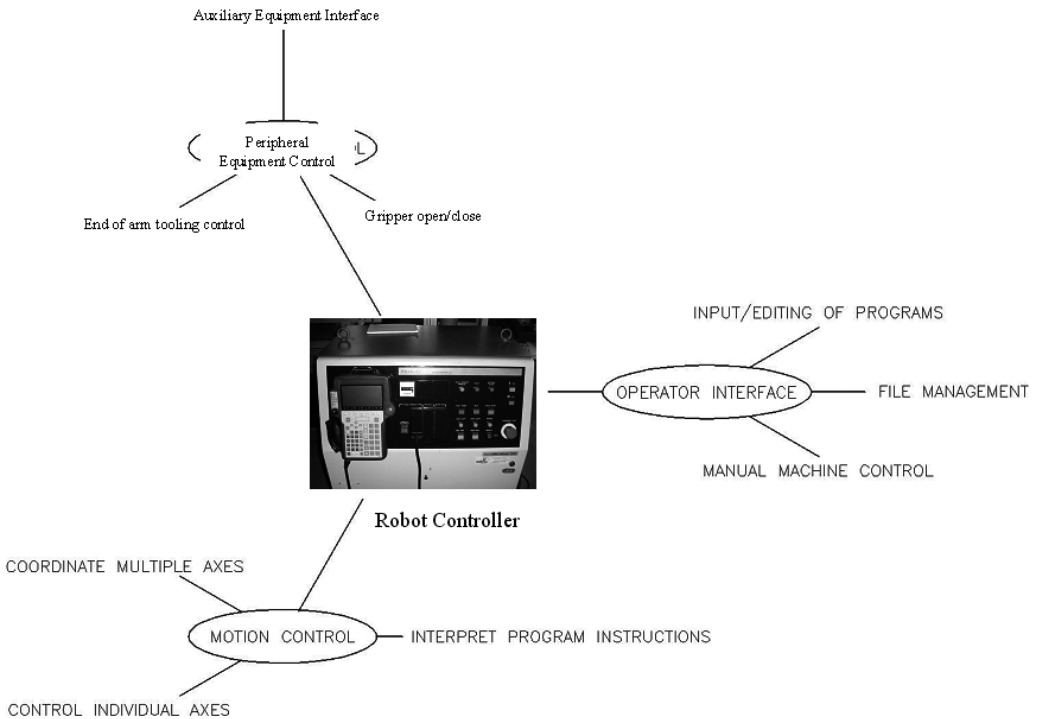 Auxiliary Equipment Interface
Peripheral
Equipment Control
OL
End of arm tooling control
Gripper open/close
INPUT/EDITING OF PROGRAMS
OPERATOR INTERFACE
FILE MANAGEMENT
MANUAL MACHINE CONTROL
Robot Controller
COORDINATE MULTIPLE AXES
MOTION CONTROL
INTERPRET PROGRAM INSTRUCTIONS
CONTROL INDIVIDUAL AXES